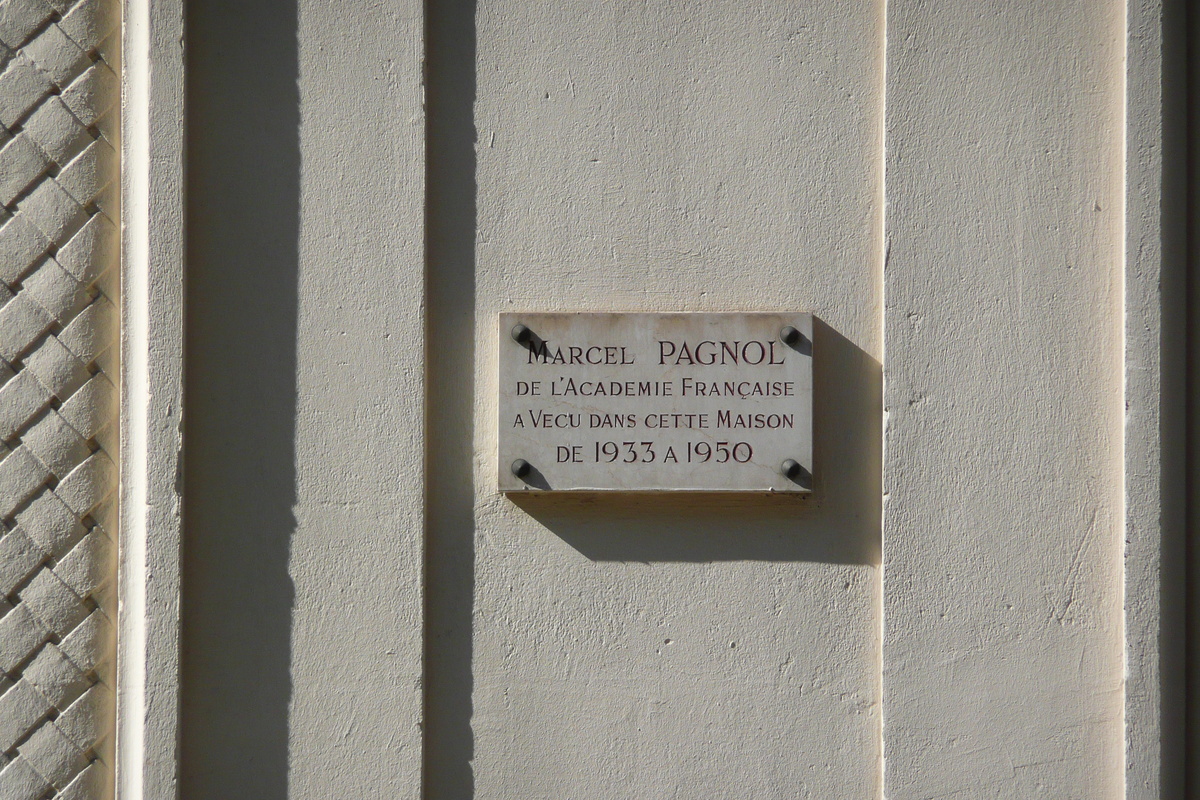 MARCEL PAGNOL
DE L'ACADEMIE FRANÇAISE
A VECU DANS CETTE MAISON
DE 1933 A 1950